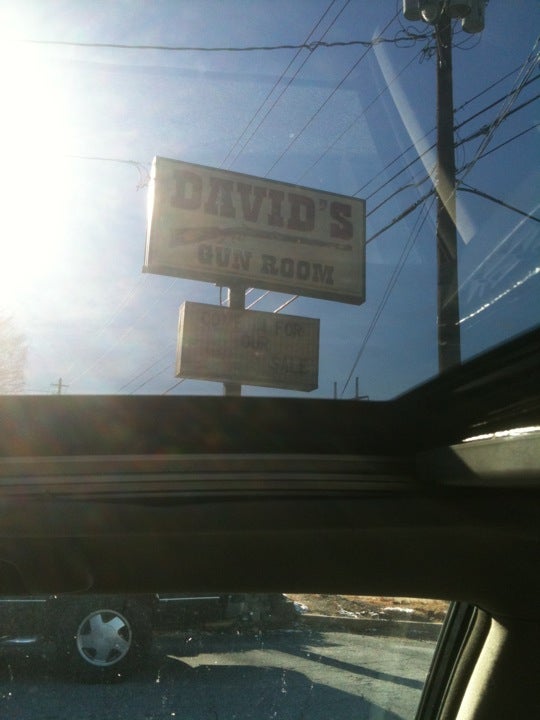 DAVID'S
GUN ROOM
COME IN FOR
OUR
SALE